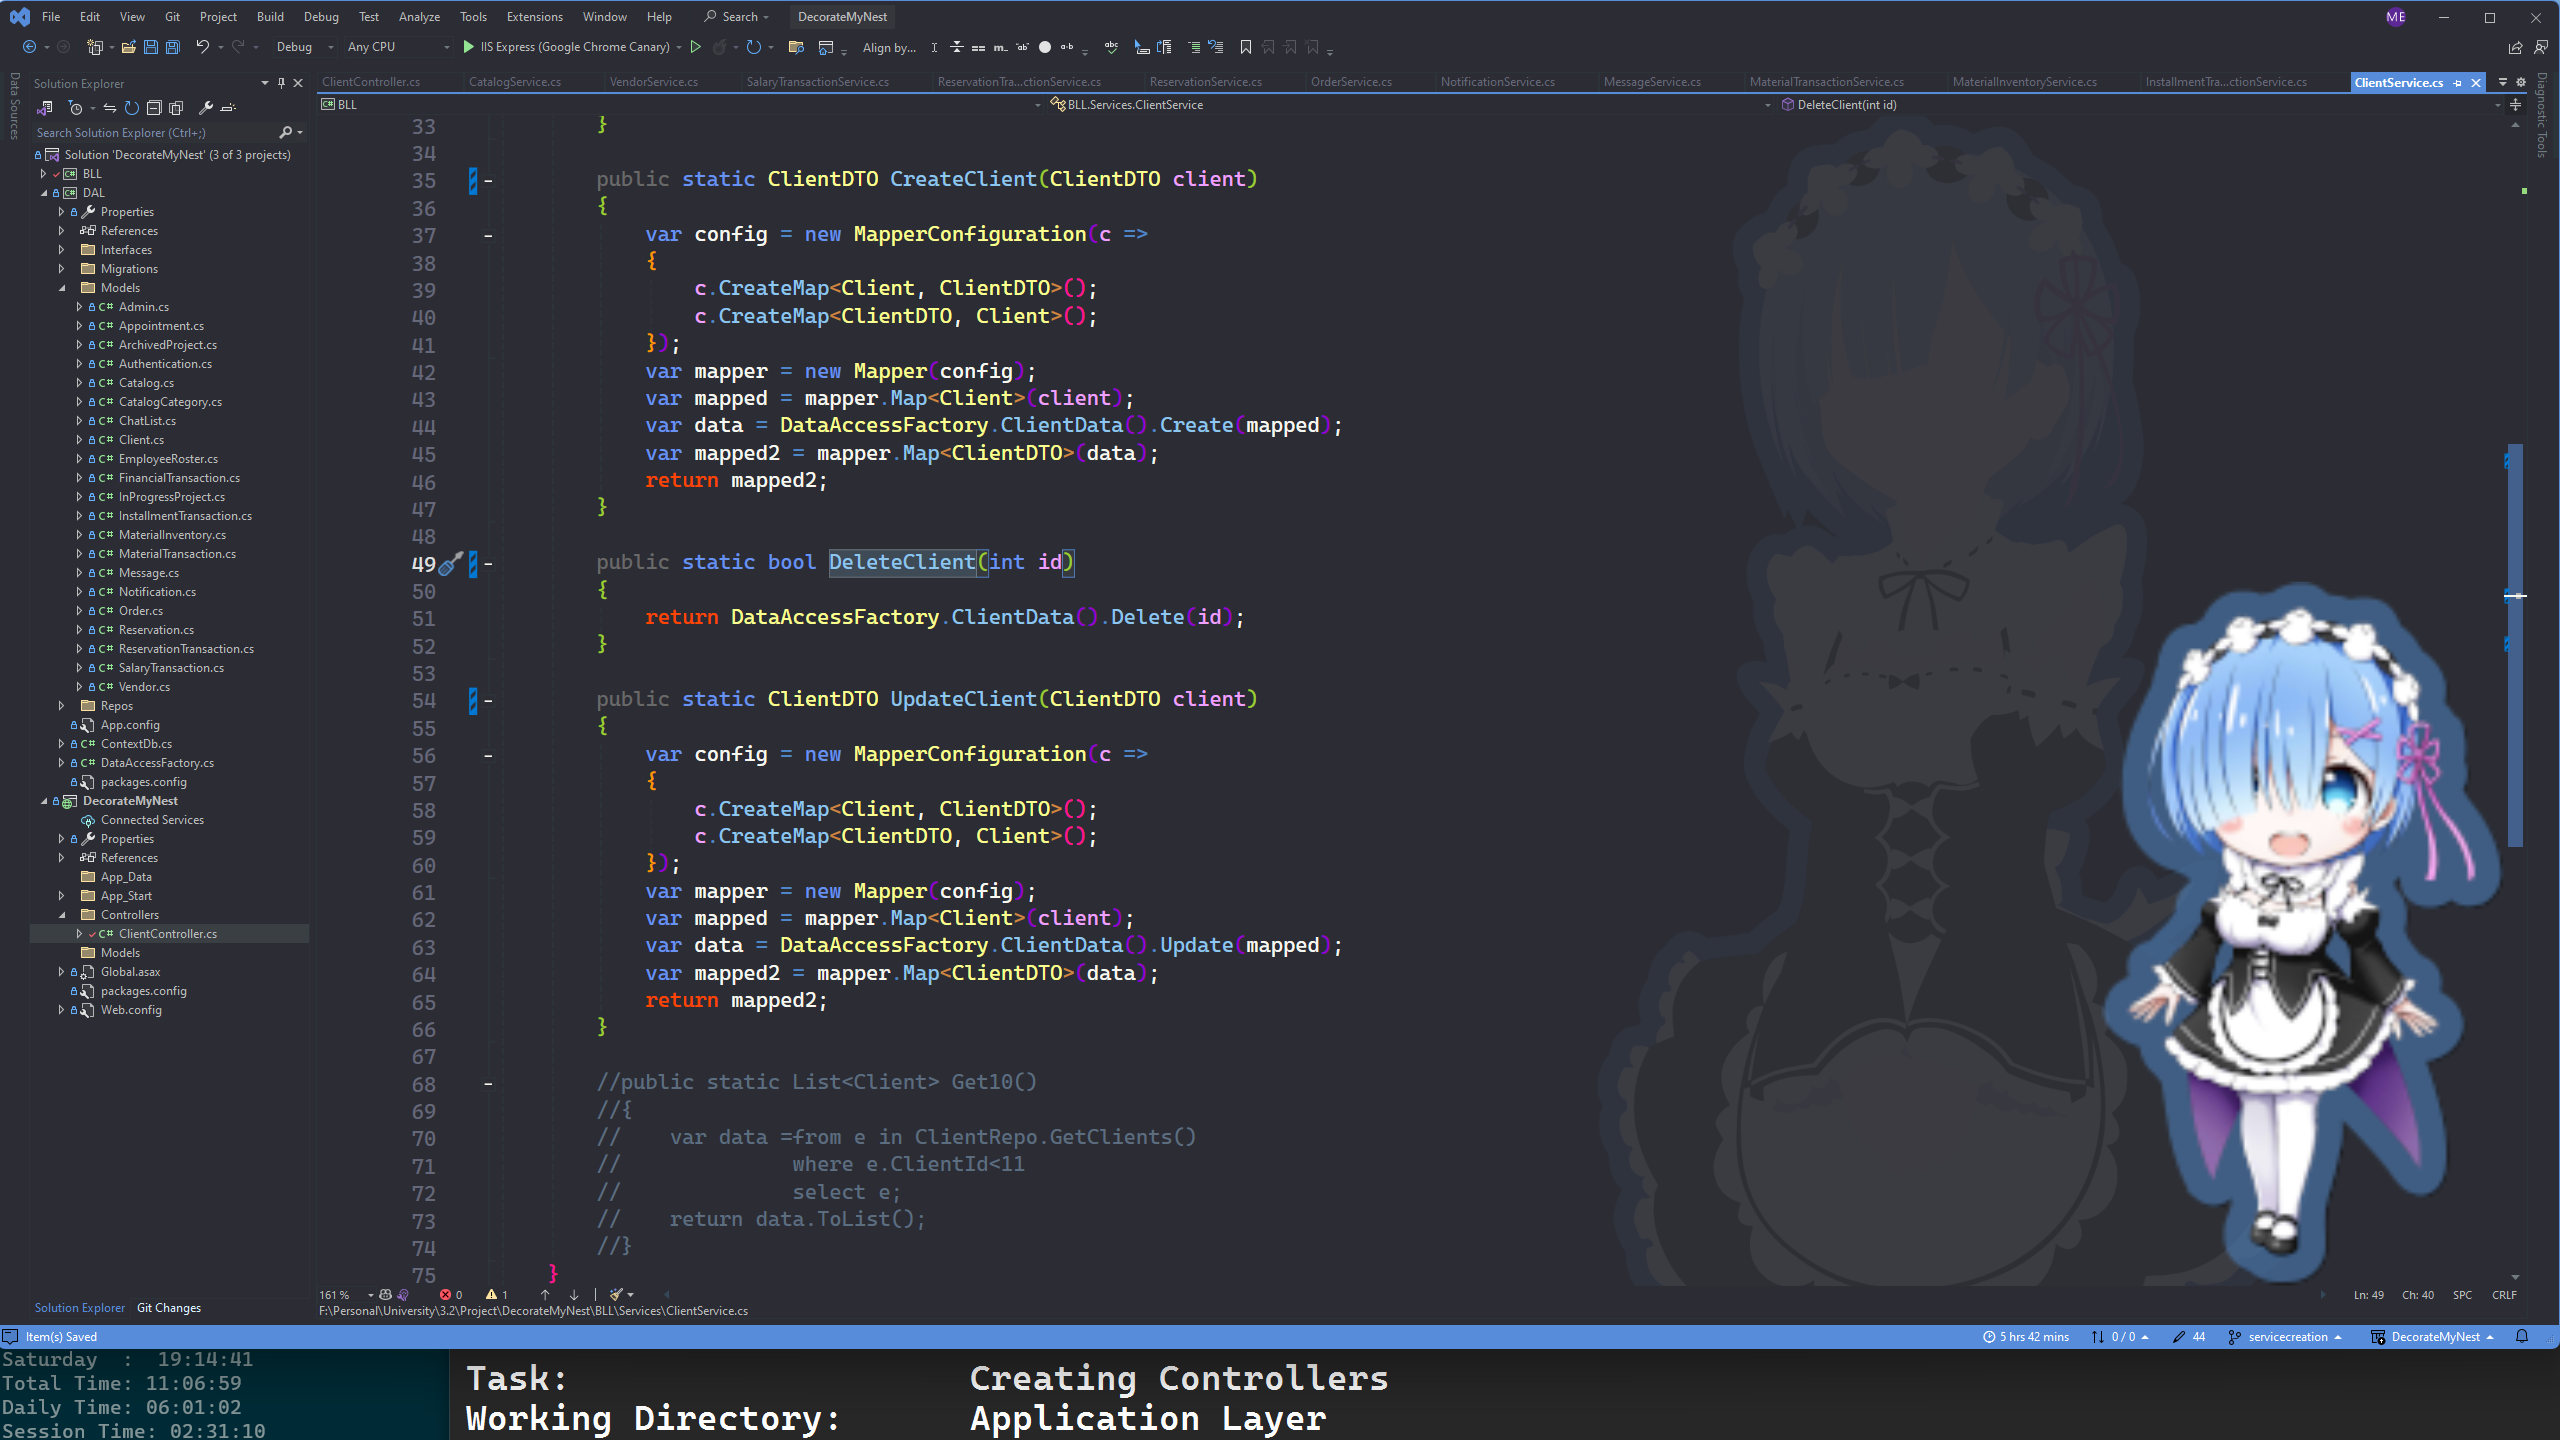 File Edit View Git Project Build Debug Test Analyze Tools Extensions Window Help Search DecorateMyNest ME
Debug Any CPU IIS Express (Google Chrome Canary) Align by...
Data Sources
Solution Explorer
Search Solution Explorer (Ctrl+;)
Solution 'DecorateMyNest' (3 of 3 projects)
BLL
DAL
Properties
References
Interfaces
Migrations
Models
C# Admin.cs
C# Appointment.cs
C# ArchivedProject.cs
C# Authentication.cs
C# Catalog.cs
C# CatalogCategory.cs
C# ChatList.cs
C# Client.cs
C# EmployeeRoster.cs
C# FinancialTransaction.cs
C# InProgressProject.cs
C# InstallmentTransaction.cs
C# MaterialInventory.cs
C# MaterialTransaction.cs
C# Message.cs
C# Notification.cs
C# Order.cs
C# Reservation.cs
C# ReservationTransaction.cs
C# SalaryTransaction.cs
C# Vendor.cs
Repos
App.config
C# ContextDb.cs
C# DataAccessFactory.cs
packages.config
DecorateMyNest
Connected Services
Properties
References
App_Data
App_Start
Controllers
C# ClientController.cs
Models
Global.asax
packages.config
Web.config
Solution Explorer Git Changes
ClientController.cs CatalogService.cs VendorService.cs SalaryTransactionService.cs ReservationTra...ctionService.cs ReservationService.cs OrderService.cs NotificationService.cs MessageService.cs MaterialTransactionService.cs MaterialInventoryService.cs InstallmentTra...ctionService.cs ClientService.cs
BLL BLL.Services.ClientService DeleteClient(int id)
Diagnostic Tools
33 }
34
35 public static ClientDTO CreateClient(ClientDTO client)
36 {
37 var config = new MapperConfiguration(c =>
38 {
39 c.CreateMap<Client, ClientDTO>();
40 c.CreateMap<ClientDTO, Client>();
41 });
42 var mapper = new Mapper(config);
43 var mapped = mapper.Map<Client>(client);
44 var data = DataAccessFactory.ClientData().Create(mapped);
45 var mapped2 = mapper.Map<ClientDTO>(data);
46 return mapped2;
47 }
48
49 public static bool DeleteClient(int id)
50 {
51 return DataAccessFactory.ClientData().Delete(id);
52 }
53
54 public static ClientDTO UpdateClient(ClientDTO client)
55 {
56 var config = new MapperConfiguration(c =>
57 {
58 c.CreateMap<Client, ClientDTO>();
59 c.CreateMap<ClientDTO, Client>();
60 });
61 var mapper = new Mapper(config);
62 var mapped = mapper.Map<Client>(client);
63 var data = DataAccessFactory.ClientData().Update(mapped);
64 var mapped2 = mapper.Map<ClientDTO>(data);
65 return mapped2;
66 }
67
68 //public static List<Client> Get10()
69 //{
70 // var data =from e in ClientRepo.GetClients()
71 // where e.ClientId<11
72 // select e;
73 // return data.ToList();
74 //}
75 }
161 % 0 1 Ln: 49 Ch: 40 SPC CRLF
F:\Personal\University\3.2\Project\DecorateMyNest\BLL\Services\ClientService.cs
Item(s) Saved 5 hrs 42 mins 0 / 0 44 servicecreation DecorateMyNest
Saturday : 19:14:41
Total Time: 11:06:59
Daily Time: 06:01:02
Session Time: 02:31:10
Task: Creating Controllers
Working Directory: Application Layer